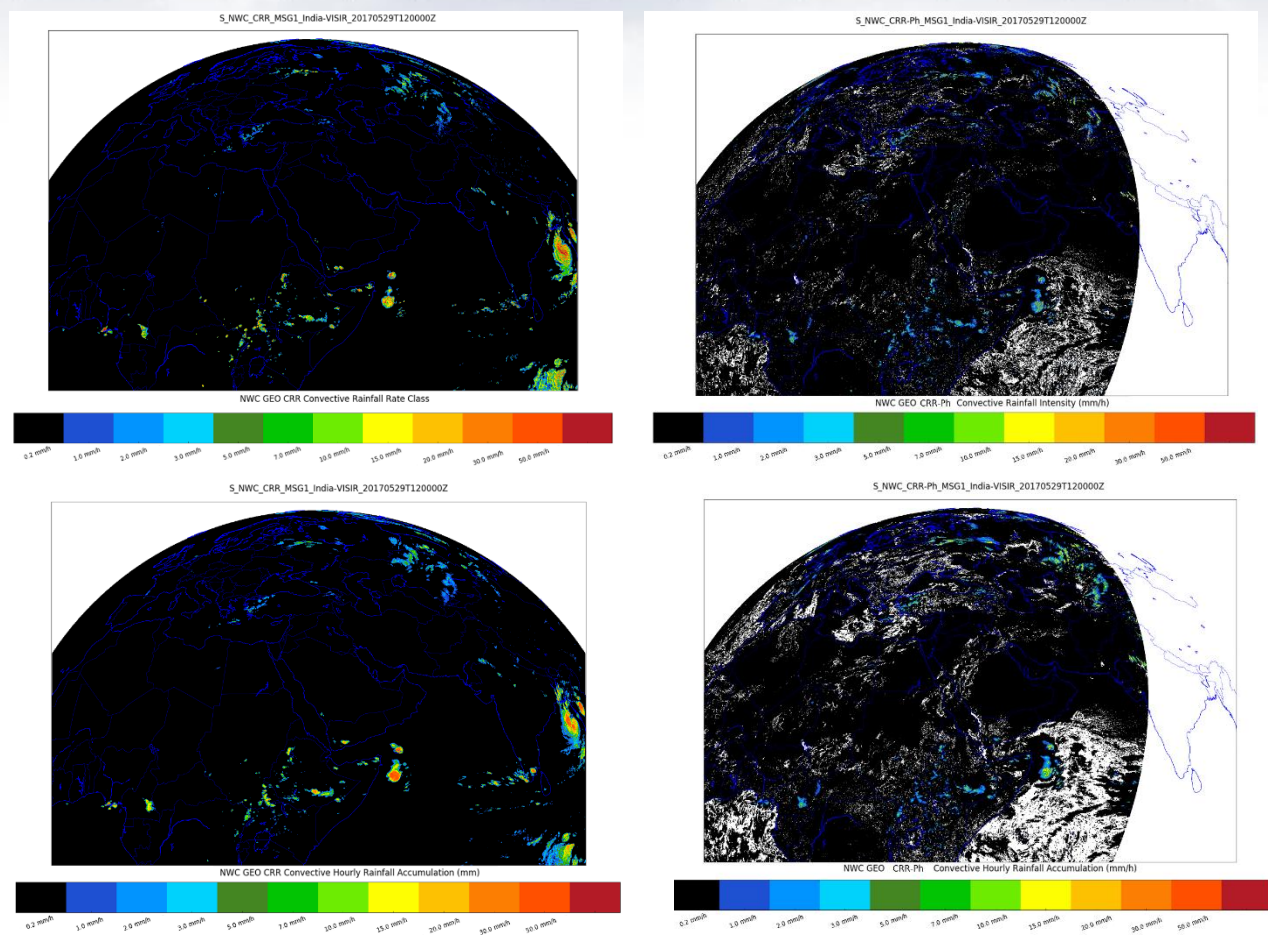 S_NWC_CRR_MSG1_India-VISIR_20170529T120000Z
NWC GEO CRR Convective Rainfall Rate Class
0.2 mm/h 1.0 mm/h 2.0 mm/h 3.0 mm/h 5.0 mm/h 7.0 mm/h 10.0 mm/h 15.0 mm/h 20.0 mm/h 30.0 mm/h 50.0 mm/h
S_NWC_CRR-Ph_MSG1_India-VISIR_20170529T120000Z
NWC GEO CRR-Ph Convective Rainfall Intensity (mm/h)
0.2 mm/h 1.0 mm/h 2.0 mm/h 3.0 mm/h 5.0 mm/h 7.0 mm/h 10.0 mm/h 15.0 mm/h 20.0 mm/h 30.0 mm/h 50.0 mm/h
S_NWC_CRR_MSG1_India-VISIR_20170529T120000Z
NWC GEO CRR Convective Hourly Rainfall Accumulation (mm)
0.2 mm/h 1.0 mm/h 2.0 mm/h 3.0 mm/h 5.0 mm/h 7.0 mm/h 10.0 mm/h 15.0 mm/h 20.0 mm/h 30.0 mm/h 50.0 mm/h
S_NWC_CRR-Ph_MSG1_India-VISIR_20170529T120000Z
NWC GEO CRR-Ph Convective Hourly Rainfall Accumulation (mm/h)
0.2 mm/h 1.0 mm/h 2.0 mm/h 3.0 mm/h 5.0 mm/h 7.0 mm/h 10.0 mm/h 15.0 mm/h 20.0 mm/h 30.0 mm/h 50.0 mm/h